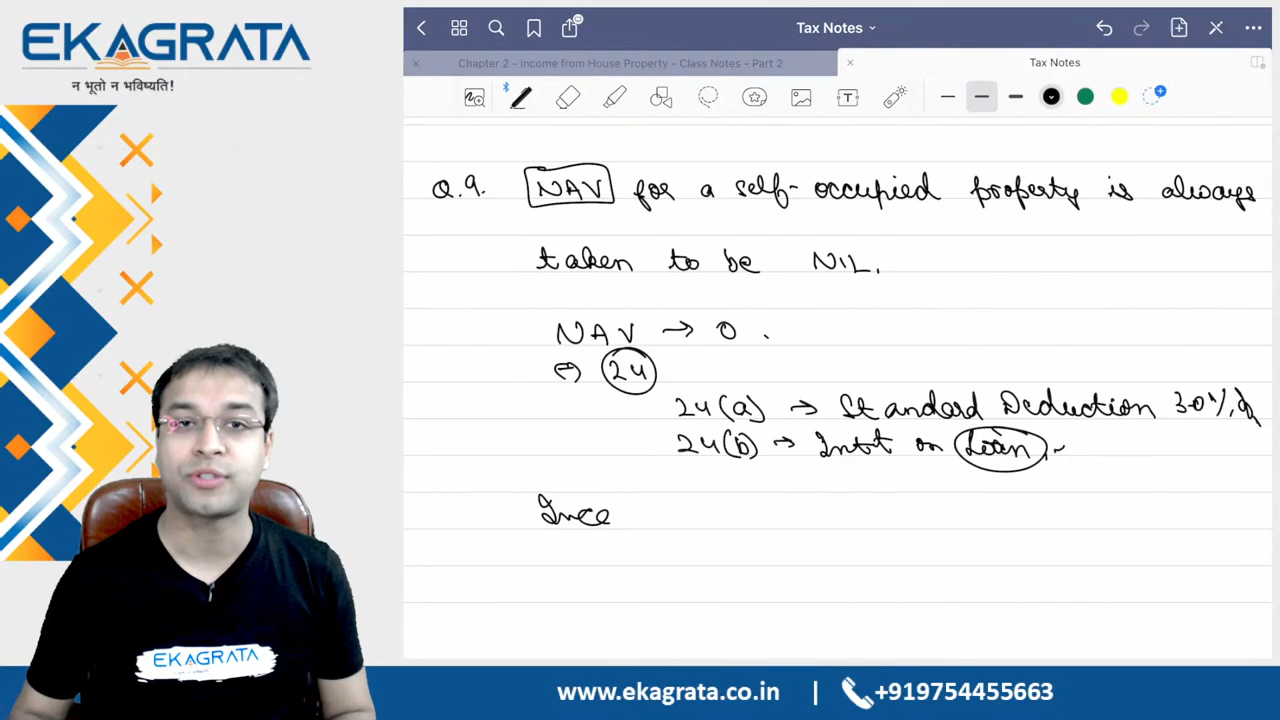 EKAGRATA
न भूतो न भविष्यति!
Tax Notes
Chapter 2 - Income from House Property - Class Notes - Part 2
Tax Notes
Q.9. NAV for a self-occupied property is always
taken to be NIL.
NAV → 0.
⇒ 24
24(a) → Standard Deduction 30%
24(b) → Intt on Loan.
EKAGRATA
www.ekagrata.co.in | +919754455663